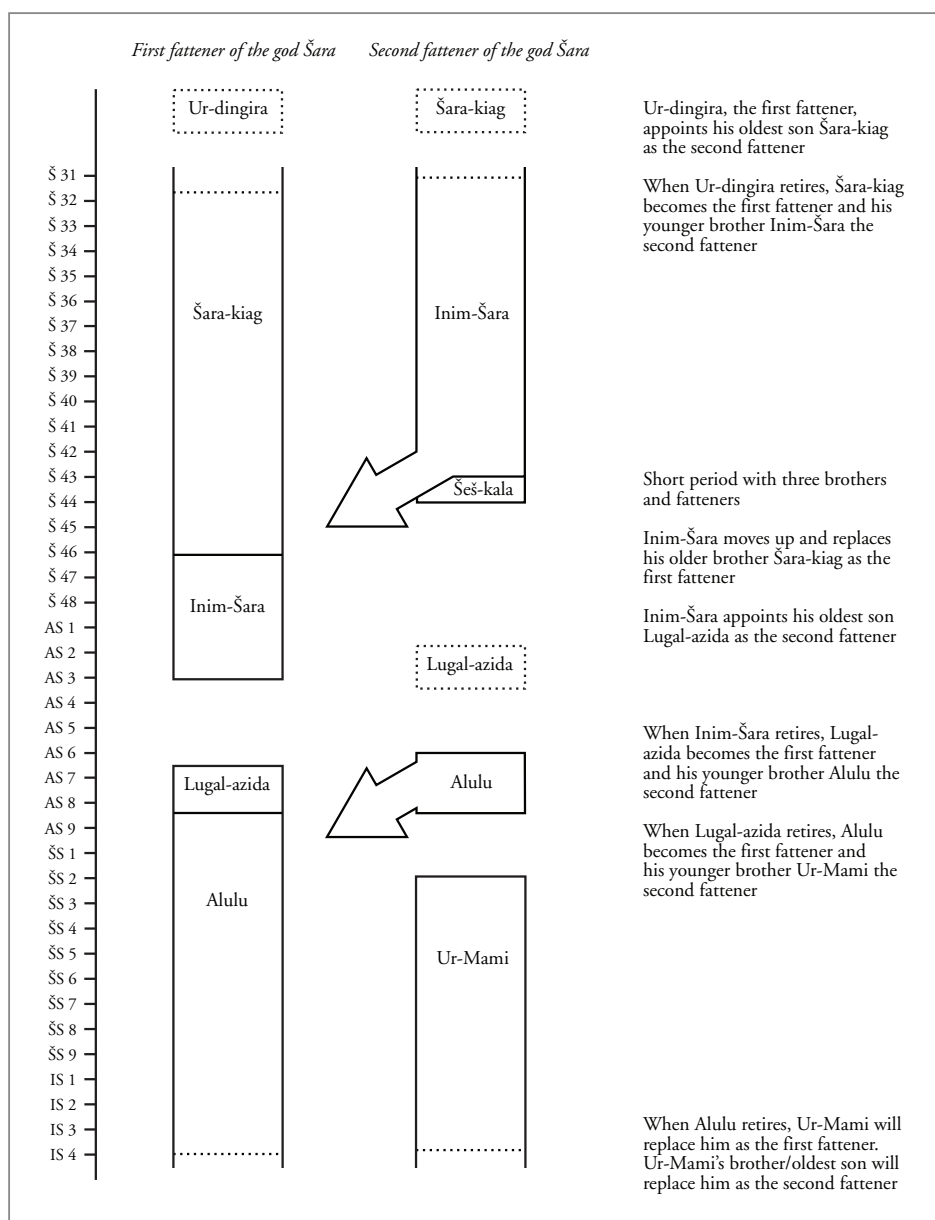 First fattener of the god Šara
Second fattener of the god Šara
Ur-dingira
Šara-kiag
Ur-dingira, the first fattener,
appoints his oldest son Šara-kiag
as the second fattener
Š 31
Š 32
Š 33
Š 34
Š 35
Š 36
Š 37
Š 38
Š 39
Š 40
Š 41
Š 42
Š 43
Š 44
Š 45
Š 46
Š 47
Š 48
AS 1
AS 2
AS 3
AS 4
AS 5
AS 6
AS 7
AS 8
AS 9
ŠS 1
ŠS 2
ŠS 3
ŠS 4
ŠS 5
ŠS 6
ŠS 7
ŠS 8
ŠS 9
IS 1
IS 2
IS 3
IS 4
Šara-kiag
Inim-Šara
Lugal-azida
Alulu
Inim-Šara
Šeš-kala
Lugal-azida
Alulu
Ur-Mami
When Ur-dingira retires, Šara-kiag
becomes the first fattener and his
younger brother Inim-Šara the
second fattener
Short period with three brothers
and fatteners
Inim-Šara moves up and replaces
his older brother Šara-kiag as the
first fattener
Inim-Šara appoints his oldest son
Lugal-azida as the second fattener
When Inim-Šara retires, Lugal-
azida becomes the first fattener
and his younger brother Alulu the
second fattener
When Lugal-azida retires, Alulu
becomes the first fattener and
his younger brother Ur-Mami the
second fattener
When Alulu retires, Ur-Mami will
replace him as the first fattener.
Ur-Mami’s brother/oldest son will
replace him as the second fattener